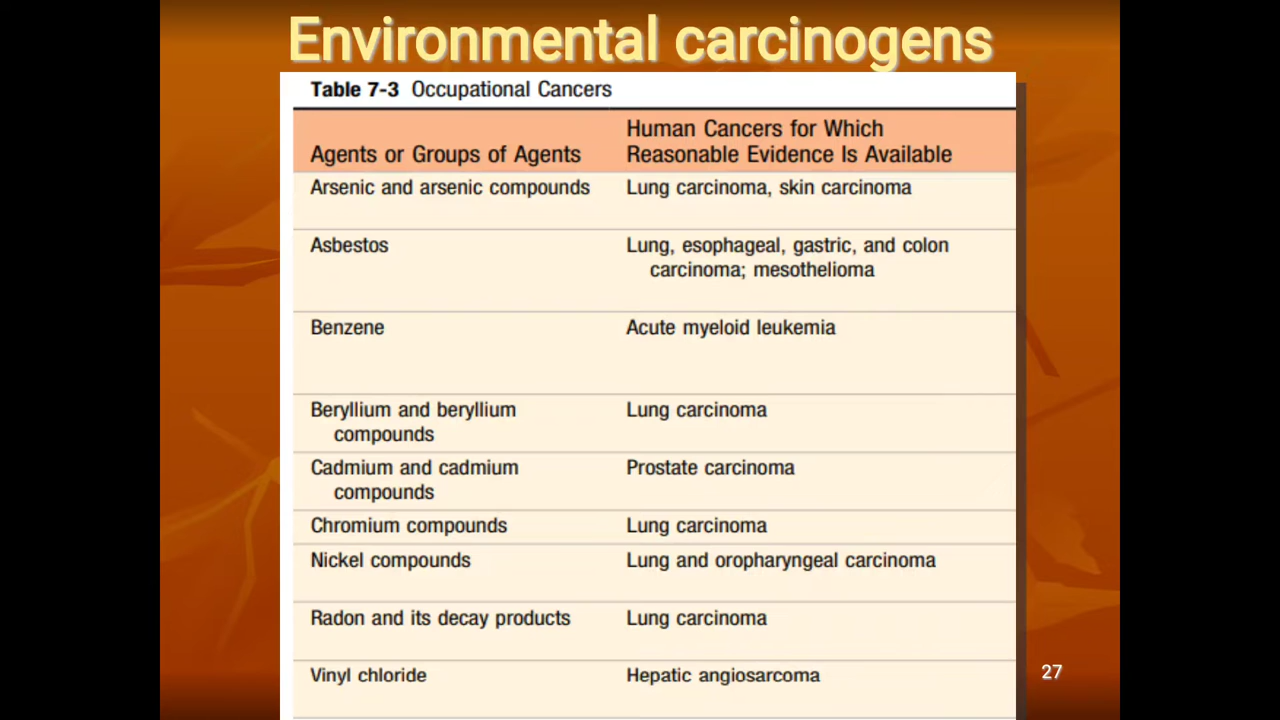 Environmental carcinogens
Table 7-3 Occupational Cancers
Agents or Groups of Agents
Human Cancers for Which
Reasonable Evidence Is Available
Arsenic and arsenic compounds
Lung carcinoma, skin carcinoma
Asbestos
Lung, esophageal, gastric, and colon
carcinoma; mesothelioma
Benzene
Acute myeloid leukemia
Beryllium and beryllium
compounds
Lung carcinoma
Cadmium and cadmium
compounds
Prostate carcinoma
Chromium compounds
Lung carcinoma
Nickel compounds
Lung and oropharyngeal carcinoma
Radon and its decay products
Lung carcinoma
Vinyl chloride
Hepatic angiosarcoma
27